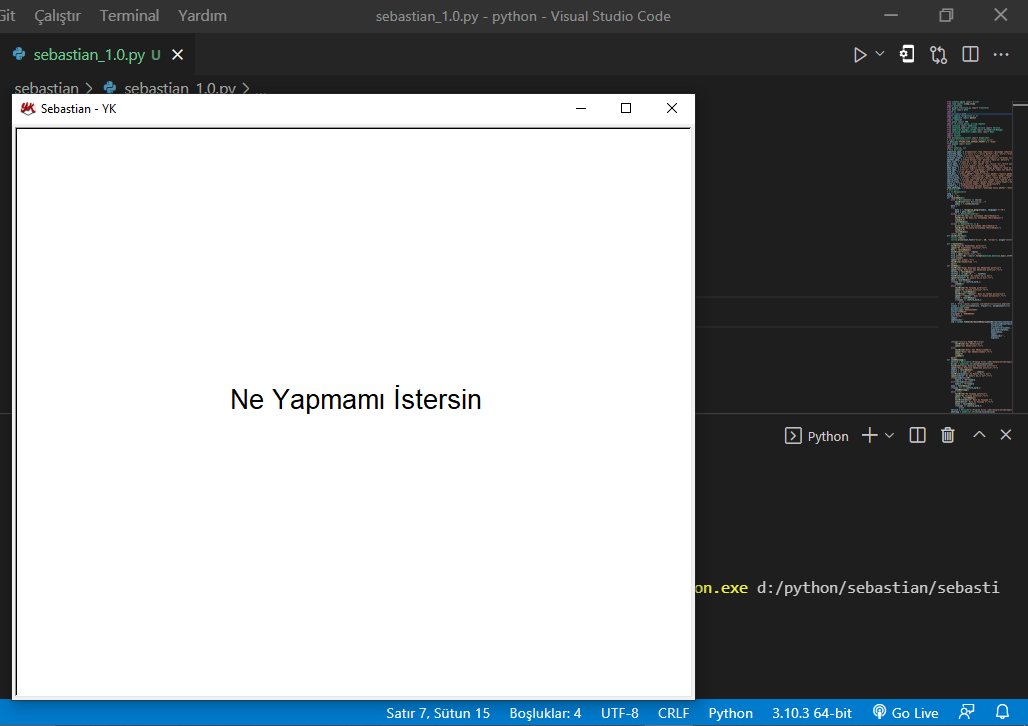 Git Çalıştır Terminal Yardım sebastian_1.0.py - python - Visual Studio Code
sebastian_1.0.py U
sebastian > sebastian_1.0.py > ...
YK Sebastian - YK
Ne Yapmamı İstersin
Python
on.exe d:/python/sebastian/sebasti
Satır 7, Sütun 15 Boşluklar: 4 UTF-8 CRLF Python 3.10.3 64-bit Go Live